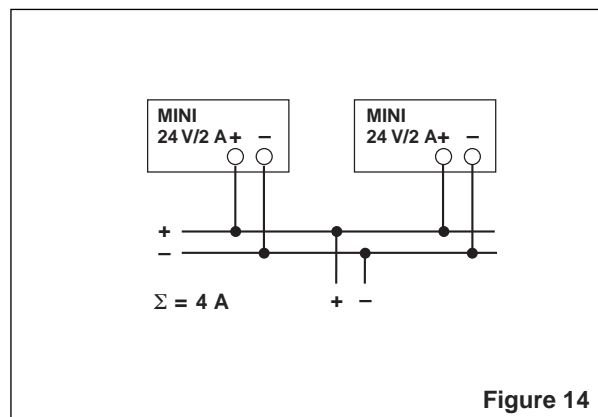 MINI
24 V/2 A + −
MINI
24 V/2 A + −
+
−
Σ = 4 A
+ −
Figure 14